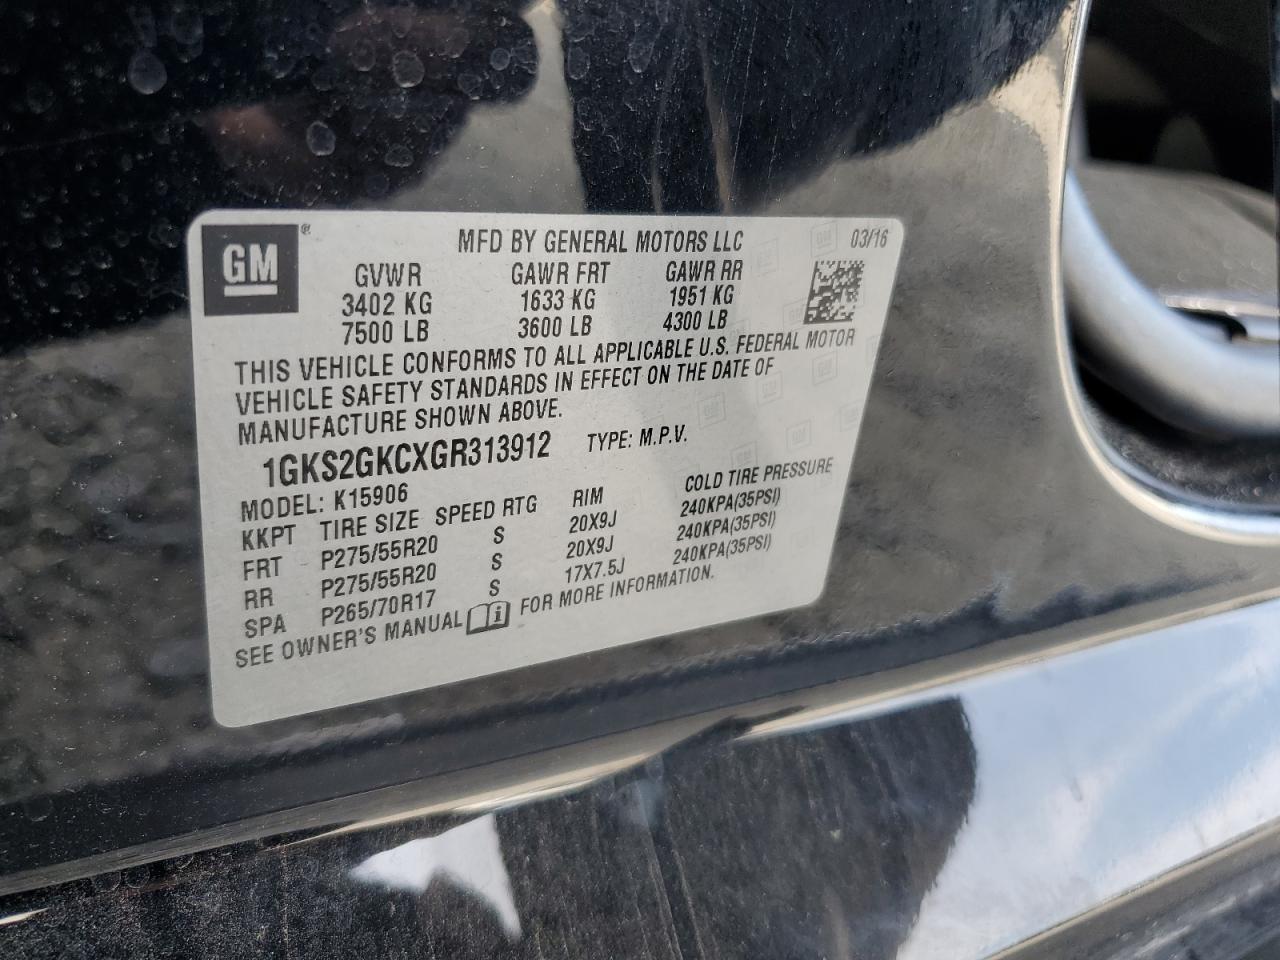 GM ®
MFD BY GENERAL MOTORS LLC 03/16
GVWR GAWR FRT GAWR RR
3402 KG 1633 KG 1951 KG
7500 LB 3600 LB 4300 LB
THIS VEHICLE CONFORMS TO ALL APPLICABLE U.S. FEDERAL MOTOR
VEHICLE SAFETY STANDARDS IN EFFECT ON THE DATE OF
MANUFACTURE SHOWN ABOVE.
1GKS2GKCXGR313912 TYPE: M.P.V.
MODEL: K15906
KKPT TIRE SIZE SPEED RTG RIM COLD TIRE PRESSURE
FRT P275/55R20 S 20X9J 240KPA(35PSI)
RR P275/55R20 S 20X9J 240KPA(35PSI)
SPA P265/70R17 S 17X7.5J 240KPA(35PSI)
SEE OWNER'S MANUAL FOR MORE INFORMATION.